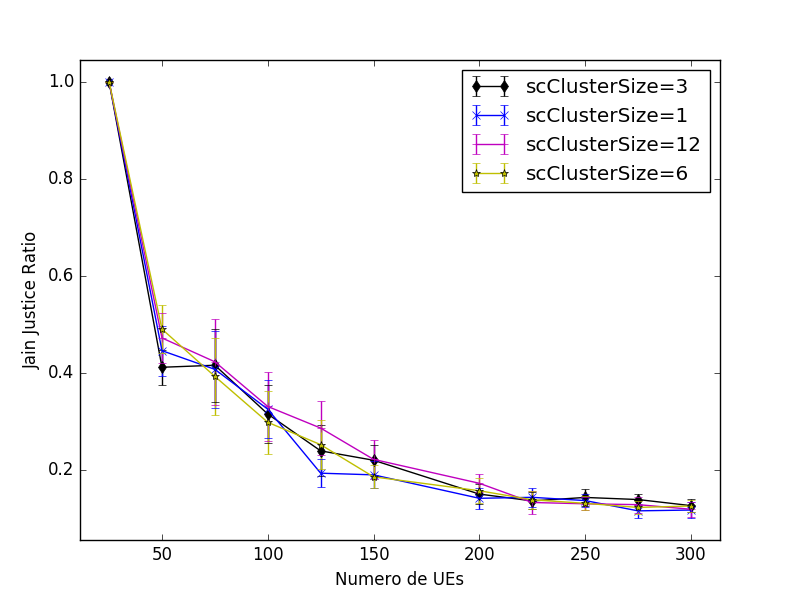 1.0
0.8
0.6
0.4
0.2
Jain Justice Ratio
scClusterSize=3
scClusterSize=1
scClusterSize=12
scClusterSize=6
50 100 150 200 250 300
Numero de UEs